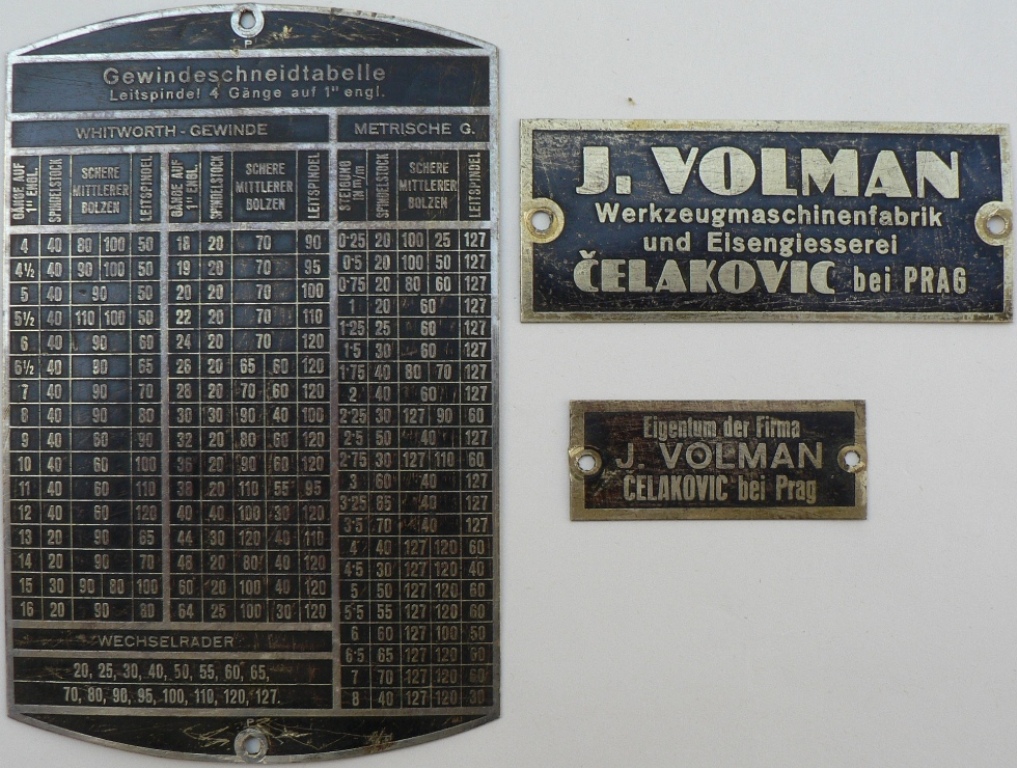 P
Gewindeschneidtabelle
Leitspindel 4 Gänge auf 1" engl.
WHITWORTH - GEWINDE
GÄNGE AUF 1" ENGL. SPINDELSTOCK SCHERE MITTLERER BOLZEN LEITSPINDEL GÄNGE AUF 1" ENGL. SPINDELSTOCK SCHERE MITTLERER BOLZEN LEITSPINDEL
4 40 80 100 50 18 20 70 90
4½ 40 90 100 50 19 20 70 95
5 40 90 50 20 20 70 100
5½ 40 110 100 50 22 20 70 110
6 40 90 60 24 20 70 120
6½ 40 90 65 26 20 65 60 120
7 40 90 70 28 20 70 60 120
8 40 90 80 30 30 90 40 100
9 40 60 90 32 20 80 60 120
10 40 60 100 36 20 90 60 120
11 40 60 110 38 20 110 55 95
12 40 60 120 40 40 100 30 120
13 20 90 65 44 30 120 40 110
14 20 90 70 48 20 80 40 120
15 30 90 80 100 60 20 100 40 120
16 20 90 80 64 25 100 30 120
WECHSELRÄDER
20, 25, 30, 40, 50, 55, 60, 65,
70, 80, 90, 95, 100, 110, 120, 127.
METRISCHE G.
STEIGUNG IN m/m SPINDELSTOCK SCHERE MITTLERER BOLZEN LEITSPINDEL
0·25 20 100 25 127
0·5 20 100 50 127
0·75 20 80 60 127
1 20 60 127
1·25 25 60 127
1·5 30 60 127
1·75 40 80 70 127
2 40 60 127
2·25 30 127 90 60
2·5 50 40 127
2·75 30 127 110 60
3 60 40 127
3·25 65 40 127
3·5 70 40 127
4 40 127 120 60
4·5 30 127 120 40
5 50 127 120 60
5·5 55 127 120 60
6 60 127 100 50
6·5 65 127 120 60
7 70 127 120 60
8 40 127 120 30
P
J. VOLMAN
Werkzeugmaschinenfabrik
und Eisengiesserei
ČELAKOVIC bei PRAG
Eigentum der Firma
J. VOLMAN
ČELAKOVIC bei Prag